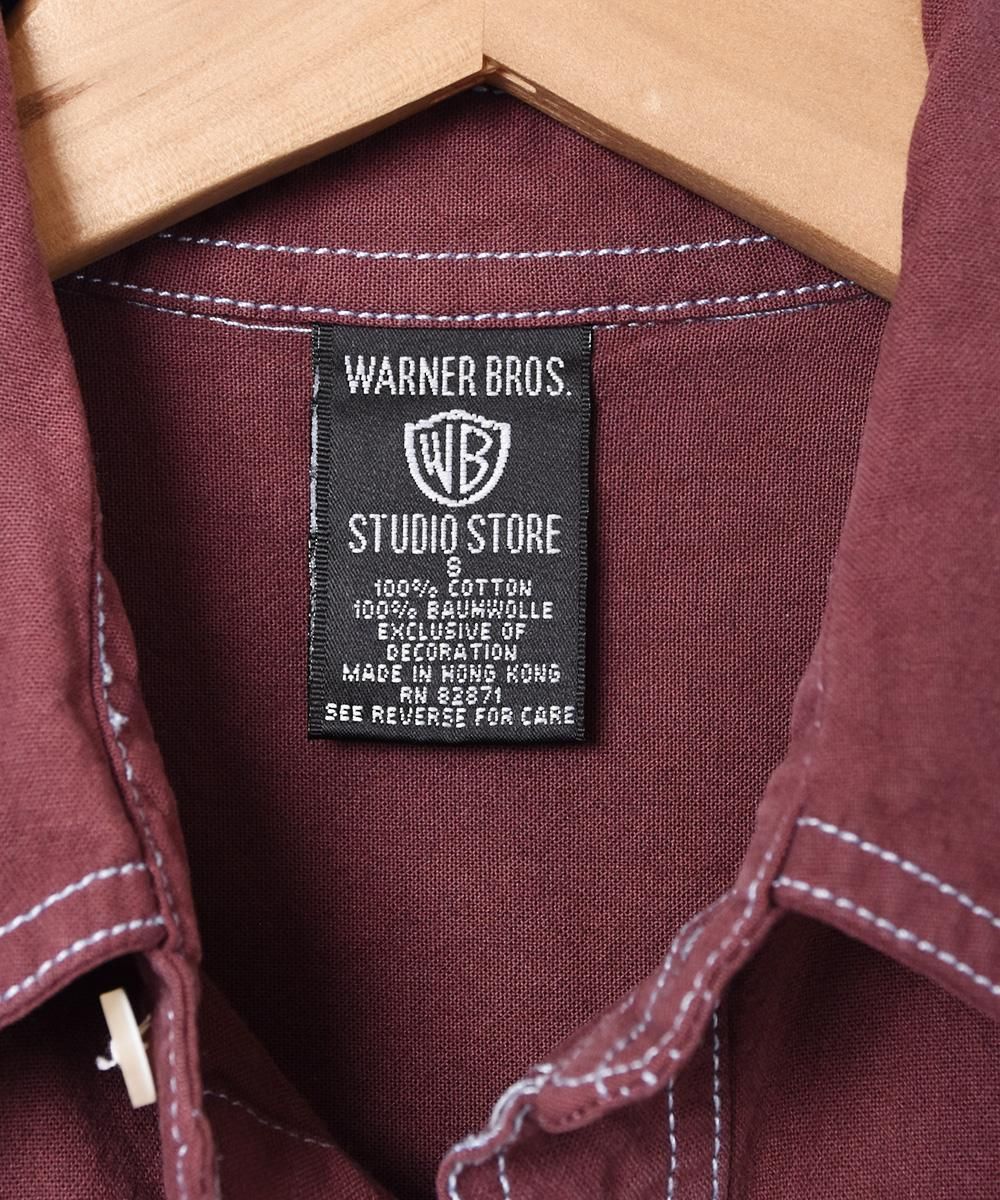 WARNER BROS.
WB
STUDIO STORE
S
100% COTTON
100% BAUMWOLLE
EXCLUSIVE OF
DECORATION
MADE IN HONG KONG
RN 82871
SEE REVERSE FOR CARE